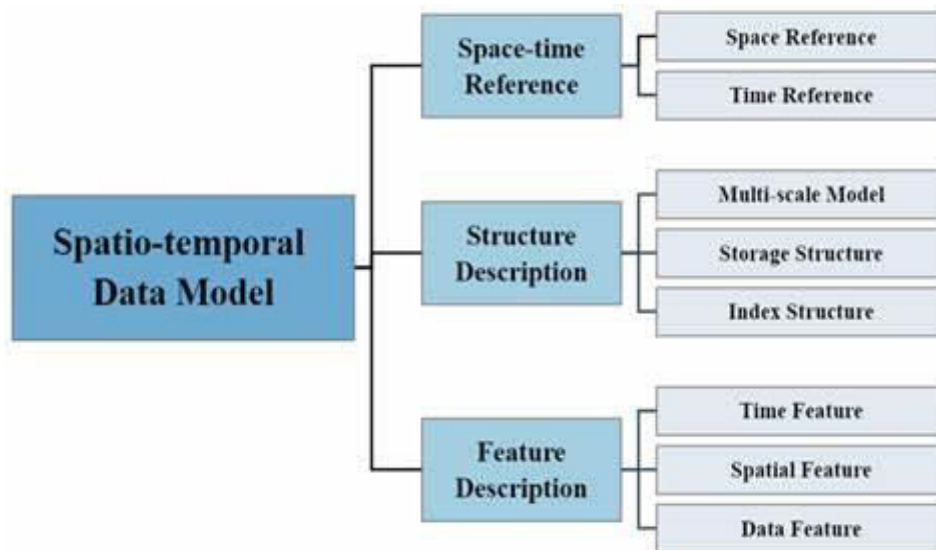 Spatio-temporal
Data Model
Space-time
Reference
Space Reference
Time Reference
Structure
Description
Multi-scale Model
Storage Structure
Index Structure
Feature
Description
Time Feature
Spatial Feature
Data Feature